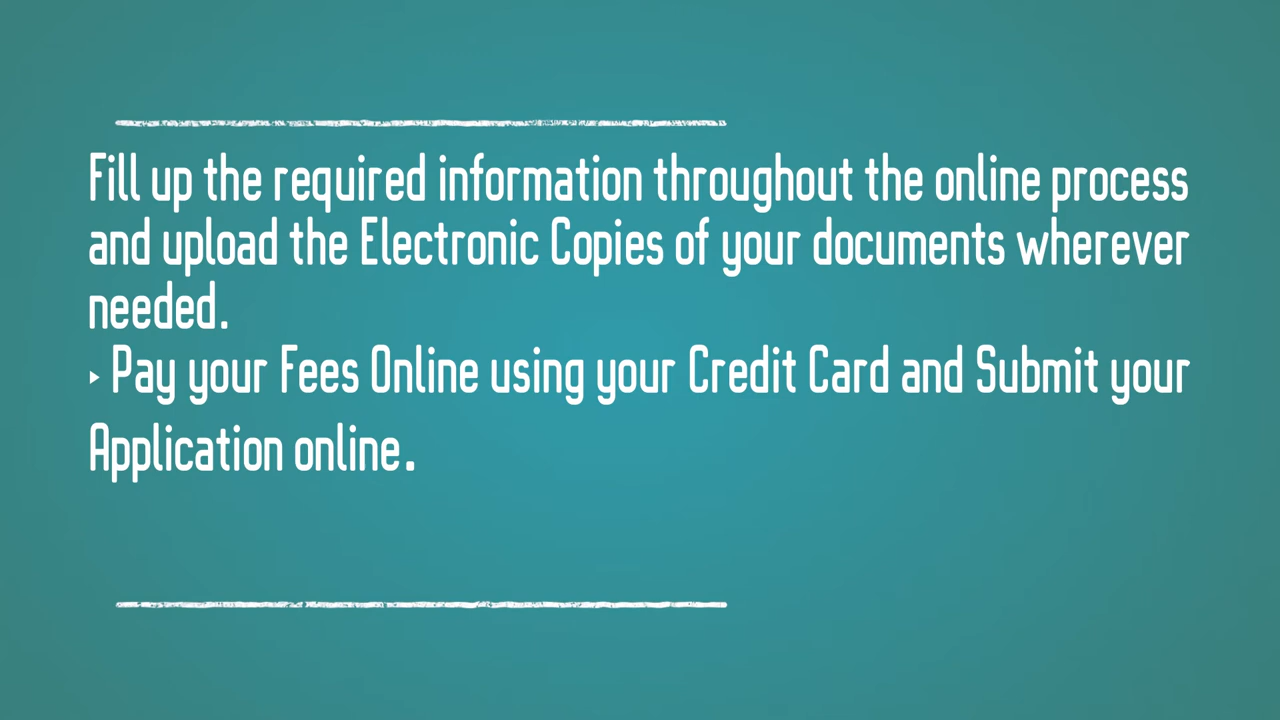 Fill up the required information throughout the online process
and upload the Electronic Copies of your documents wherever
needed.
‣ Pay your Fees Online using your Credit Card and Submit your
Application online.